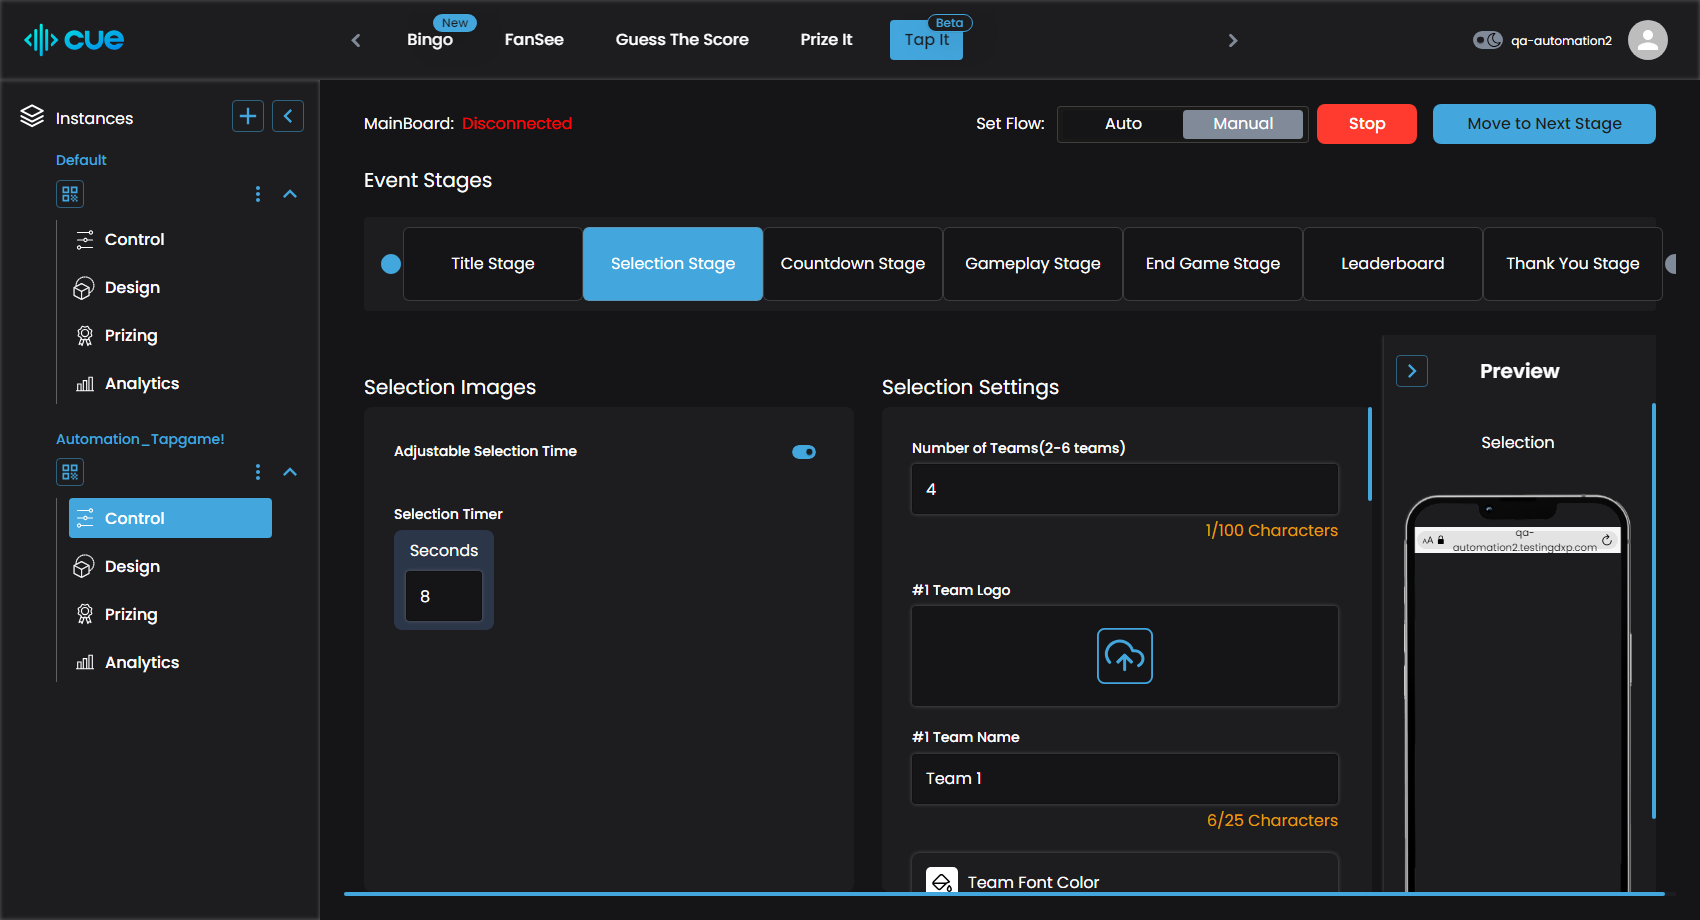 cue
Bingo
New
FanSee
Guess The Score
Prize It
Tap It
Beta
qa-automation2
Instances
Default
Control
Design
Prizing
Analytics
Automation_Tapgame!
Control
Design
Prizing
Analytics
MainBoard: Disconnected
Set Flow:
Auto
Manual
Stop
Move to Next Stage
Event Stages
Title Stage
Selection Stage
Countdown Stage
Gameplay Stage
End Game Stage
Leaderboard
Thank You Stage
Selection Images
Adjustable Selection Time
Selection Timer
Seconds
8
Selection Settings
Number of Teams(2-6 teams)
4
1/100 Characters
#1 Team Logo
#1 Team Name
Team 1
6/25 Characters
Team Font Color
Preview
Selection
AA
qa-
automation2.testingdxp.com